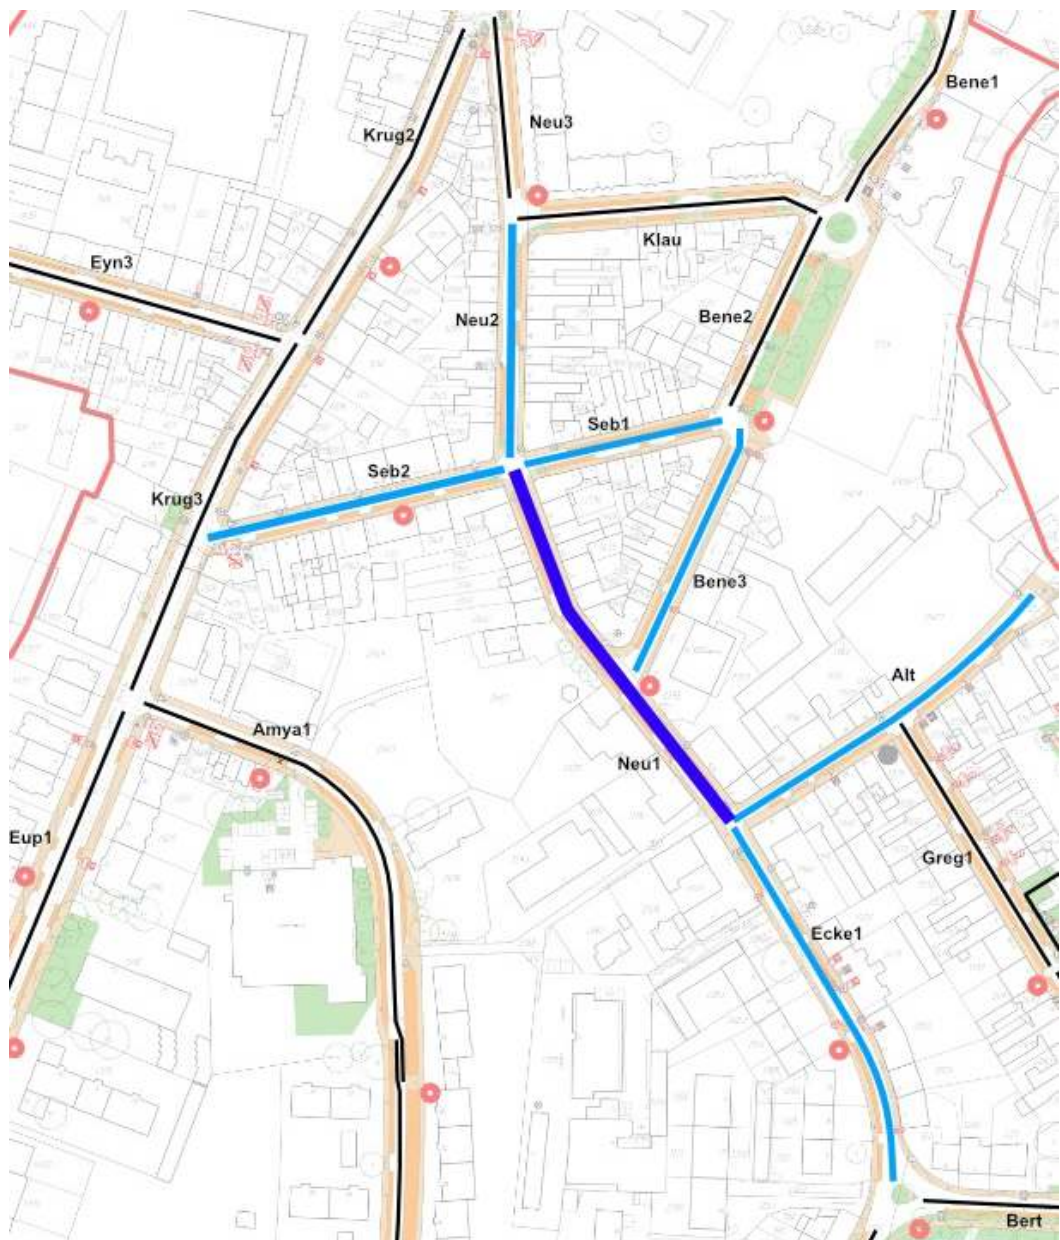 Bene1
Neu3
Krug2
Klau
Eyn3
Bene2
Neu2
Seb1
Seb2
Krug3
Bene3
Alt
Amya1
Neu1
Eup1
Greg1
Ecke1
Bert